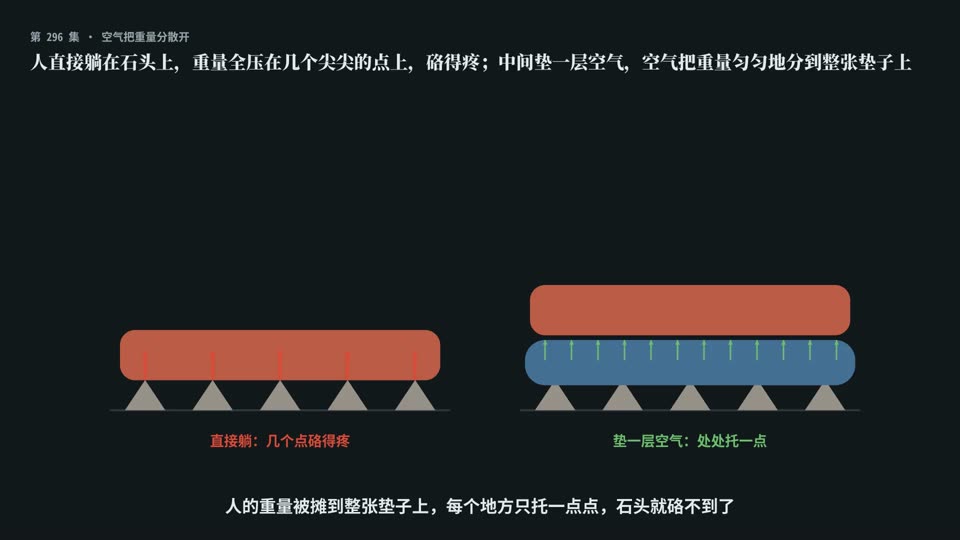 第 296 集 · 空气把重量分散开
人直接躺在石头上，重量全压在几个尖尖的点上，硌得疼；中间垫一层空气，空气把重量匀匀地分到整张垫子上
直接躺：几个点硌得疼
垫一层空气：处处托一点
人的重量被摊到整张垫子上，每个地方只托一点点，石头就硌不到了